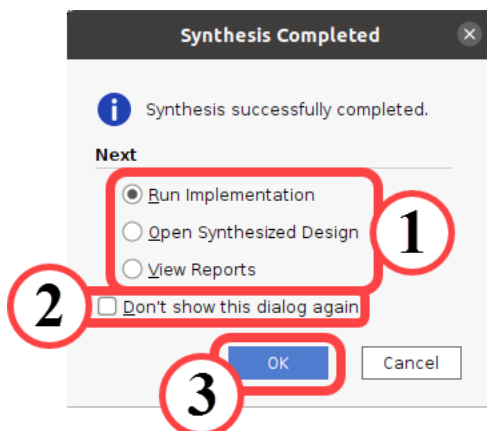 Synthesis Completed
Synthesis successfully completed.
Next
Run Implementation
Open Synthesized Design
View Reports
1
2
Don't show this dialog again
OK
Cancel
3